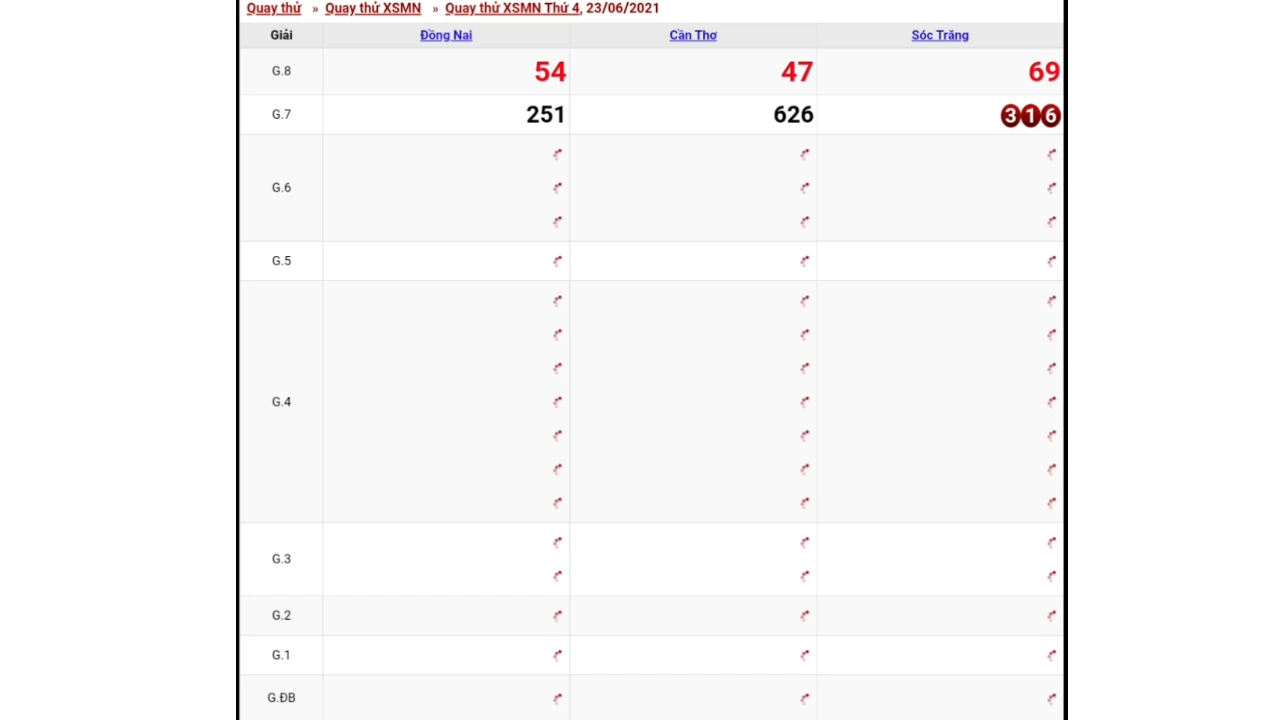 Quay thử » Quay thử XSMN » Quay thử XSMN Thứ 4, 23/06/2021
Giải Đồng Nai Cần Thơ Sóc Trăng
G.8 54 47 69
G.7 251 626 316
G.6
G.5
G.4
G.3
G.2
G.1
G.ĐB